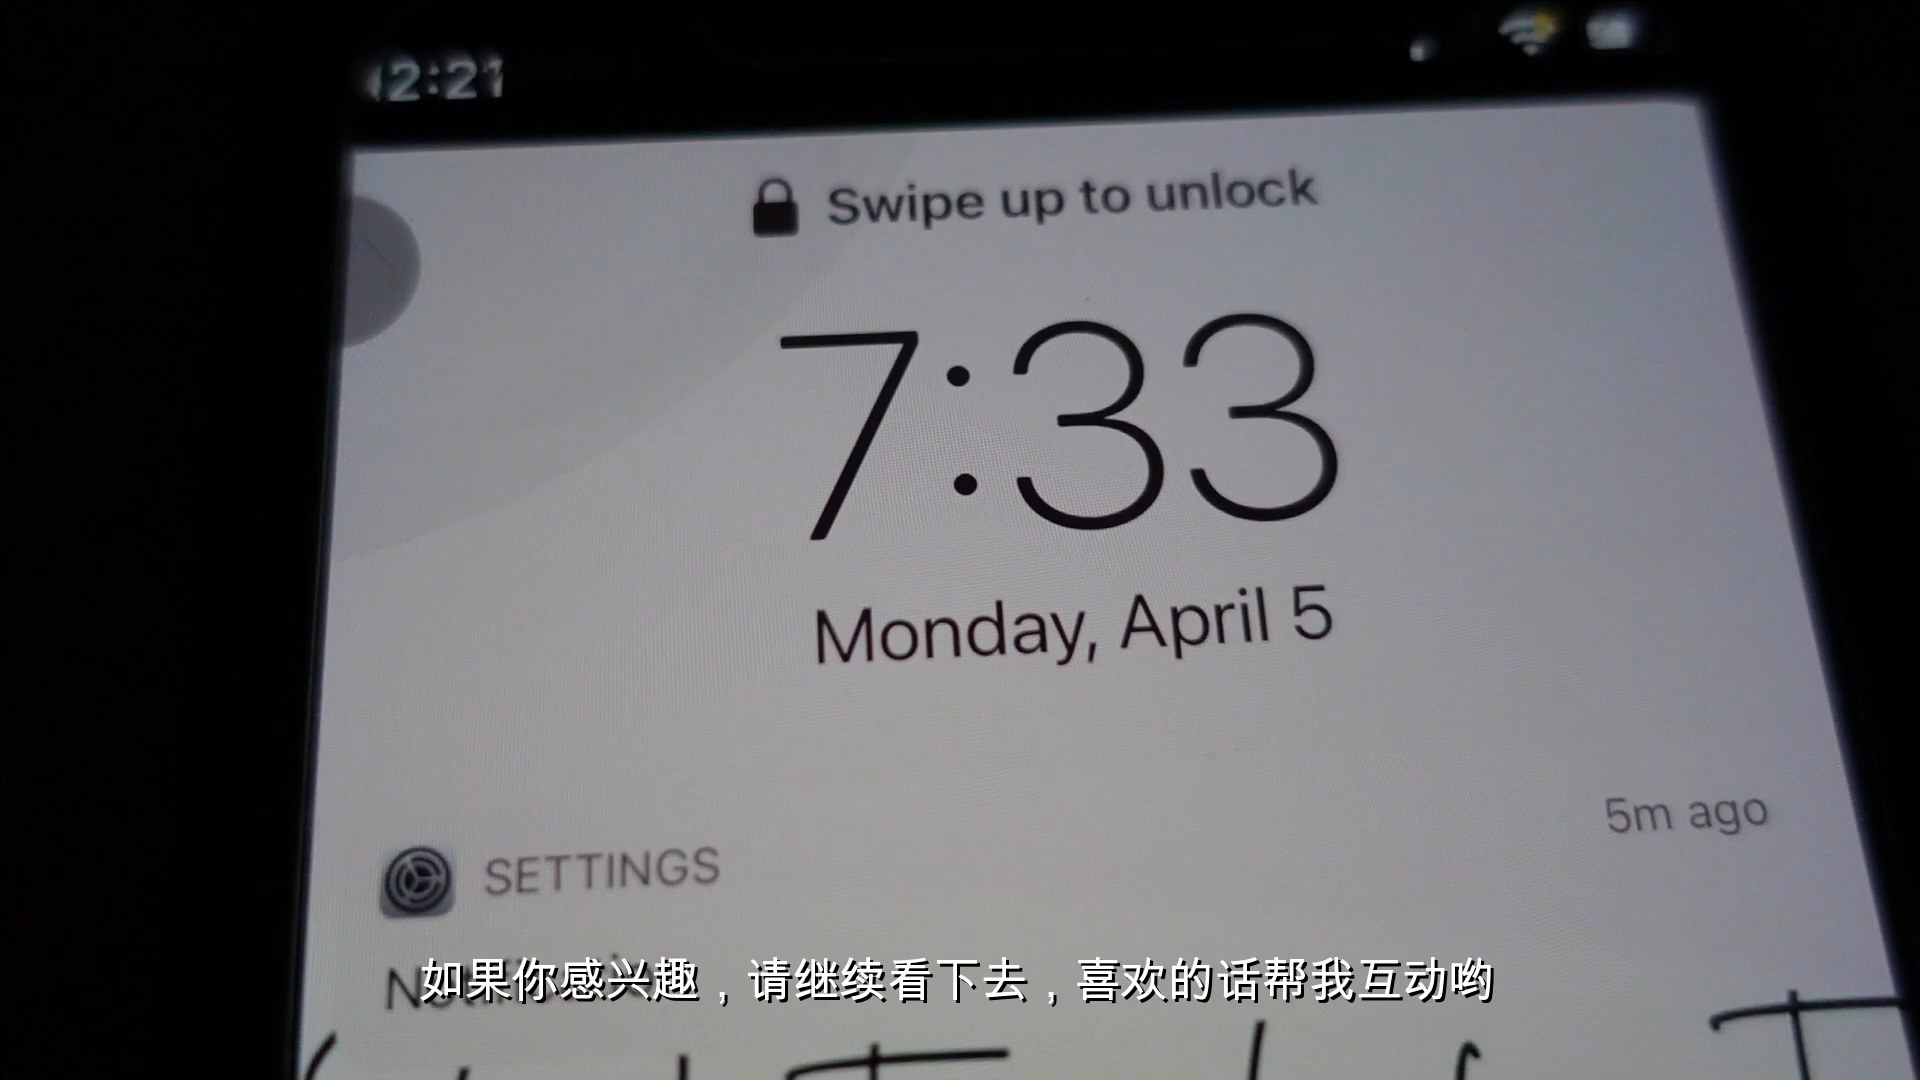 12:21
Swipe up to unlock
7:33
Monday, April 5
5m ago
SETTINGS
如果你感兴趣，请继续看下去，喜欢的话帮我互动哟